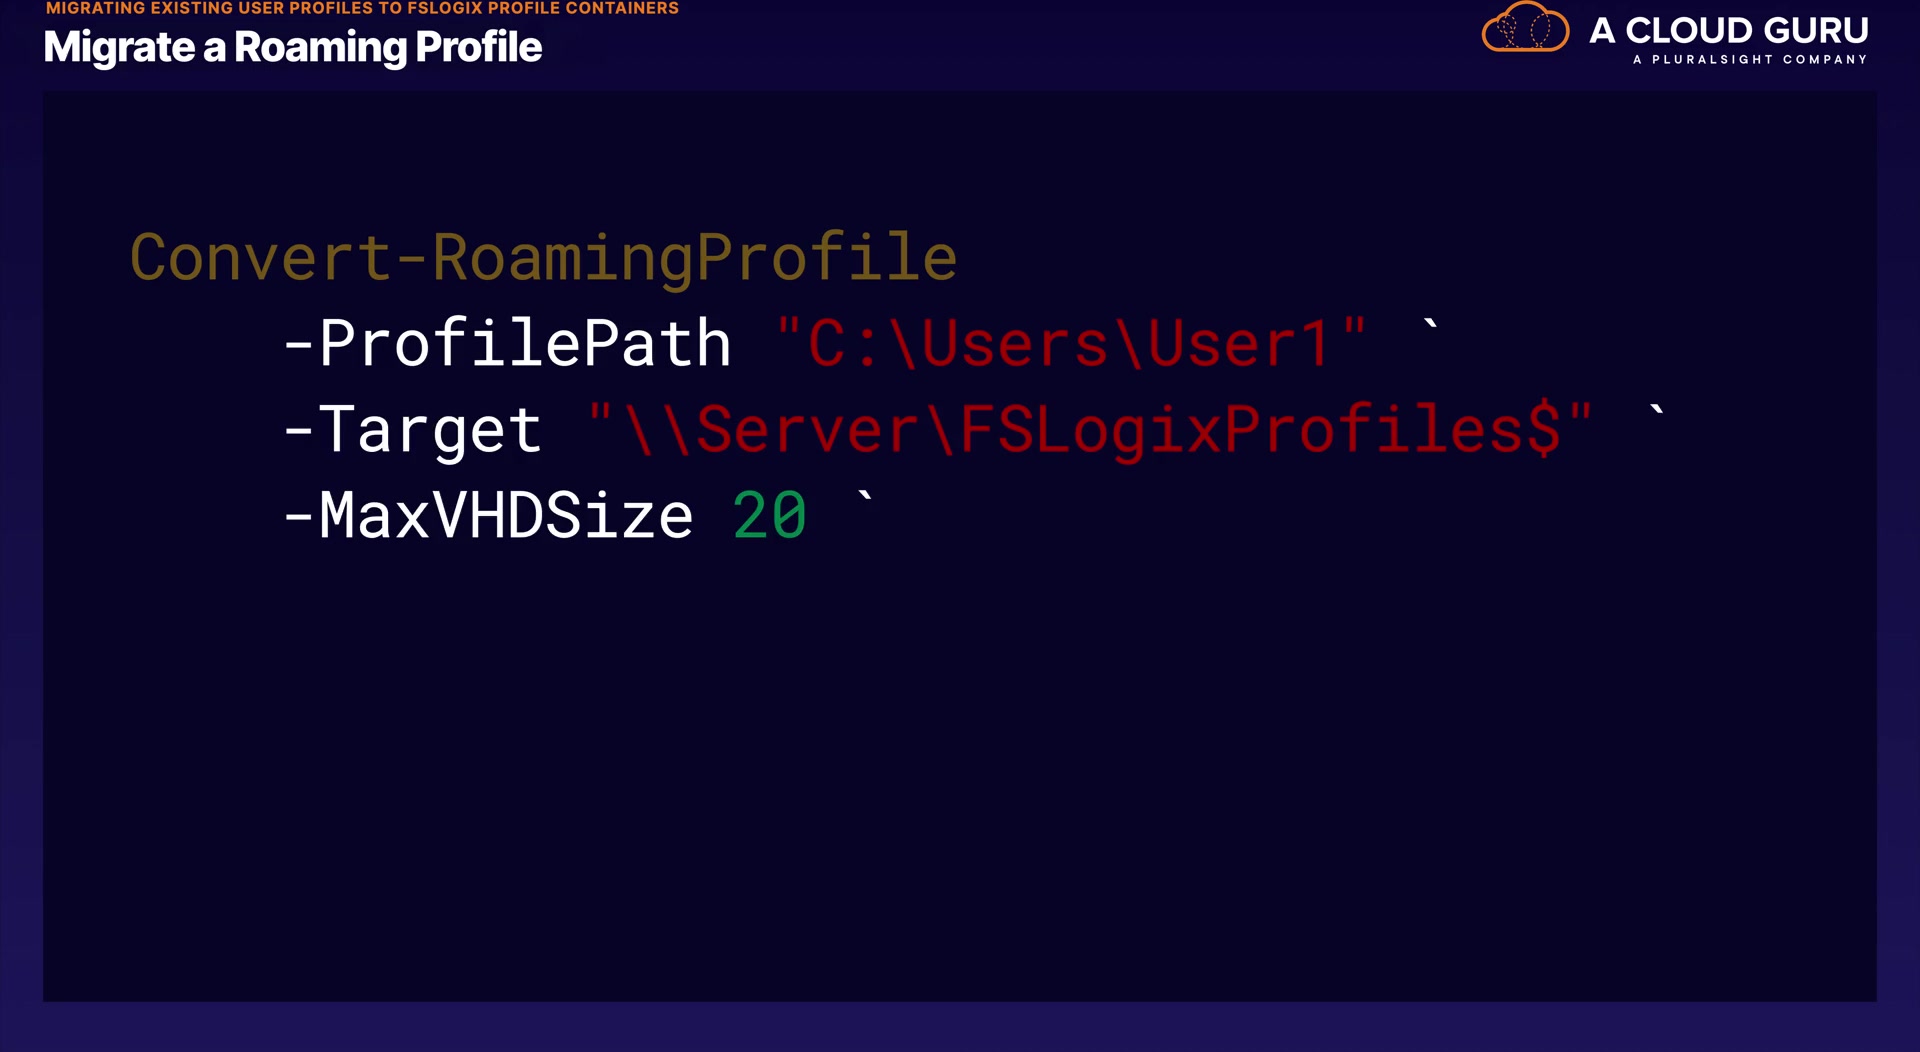 MIGRATING EXISTING USER PROFILES TO FSLOGIX PROFILE CONTAINERS
Migrate a Roaming Profile
A CLOUD GURU
A PLURALSIGHT COMPANY
Convert-RoamingProfile
-ProfilePath "C:\Users\User1" `
-Target "\\Server\FSLogixProfiles$" `
-MaxVHDSize 20 `